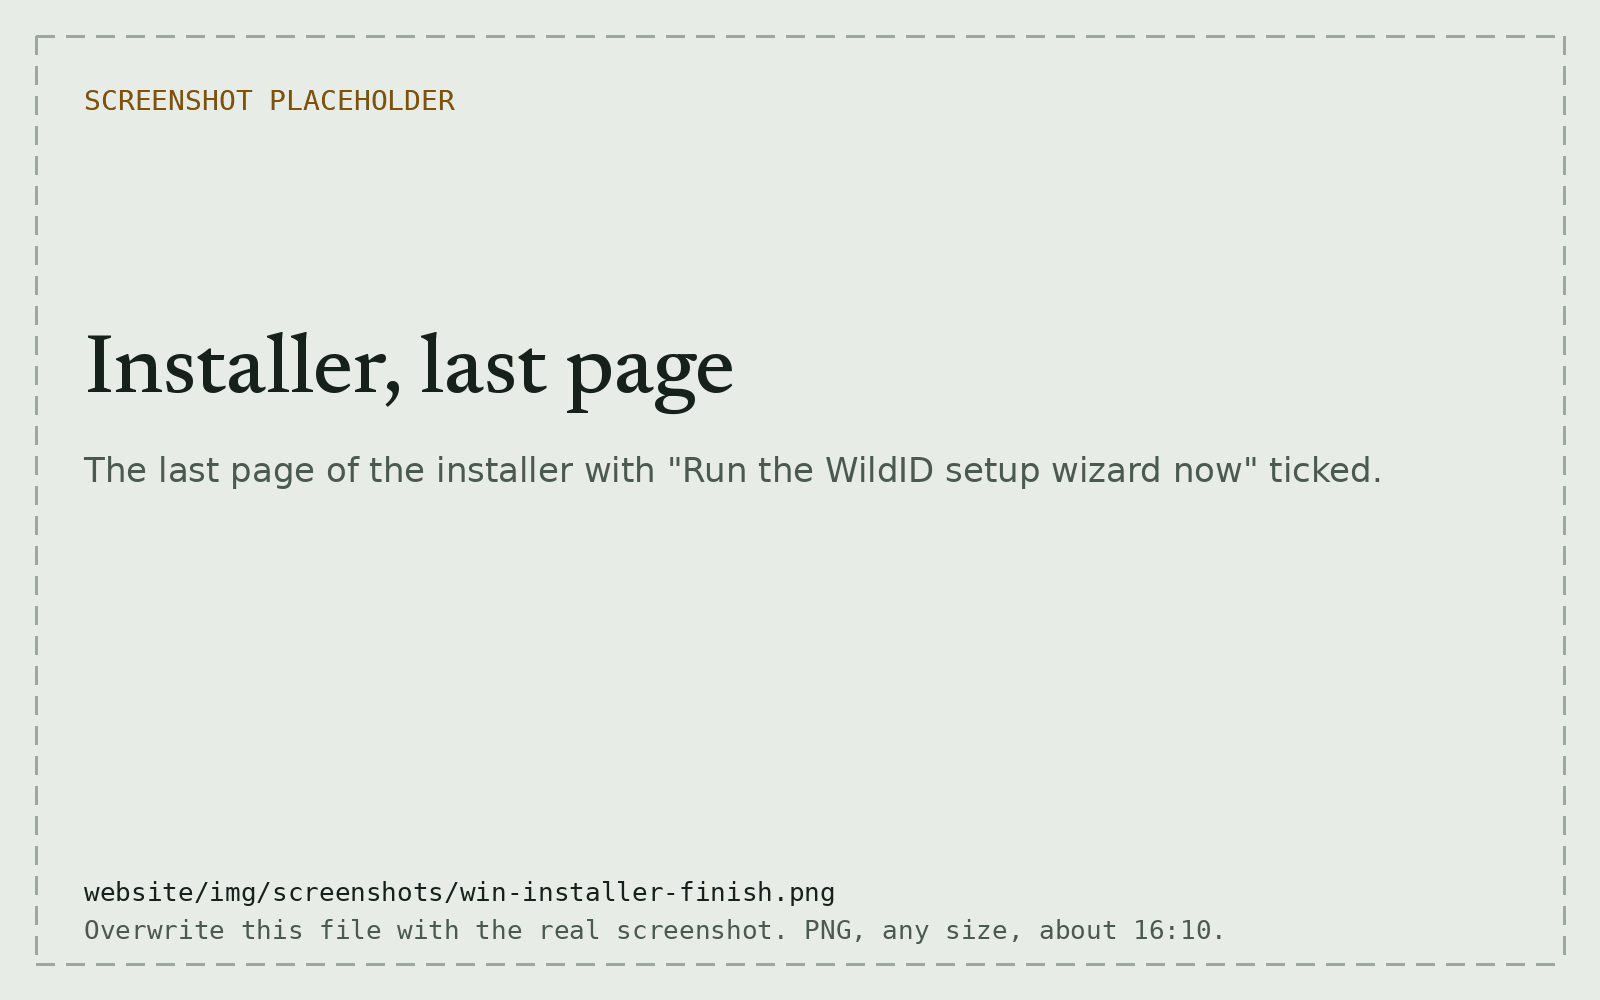 SCREENSHOT PLACEHOLDER
Installer, last page
The last page of the installer with "Run the WildID setup wizard now" ticked.
website/img/screenshots/win-installer-finish.png
Overwrite this file with the real screenshot. PNG, any size, about 16:10.